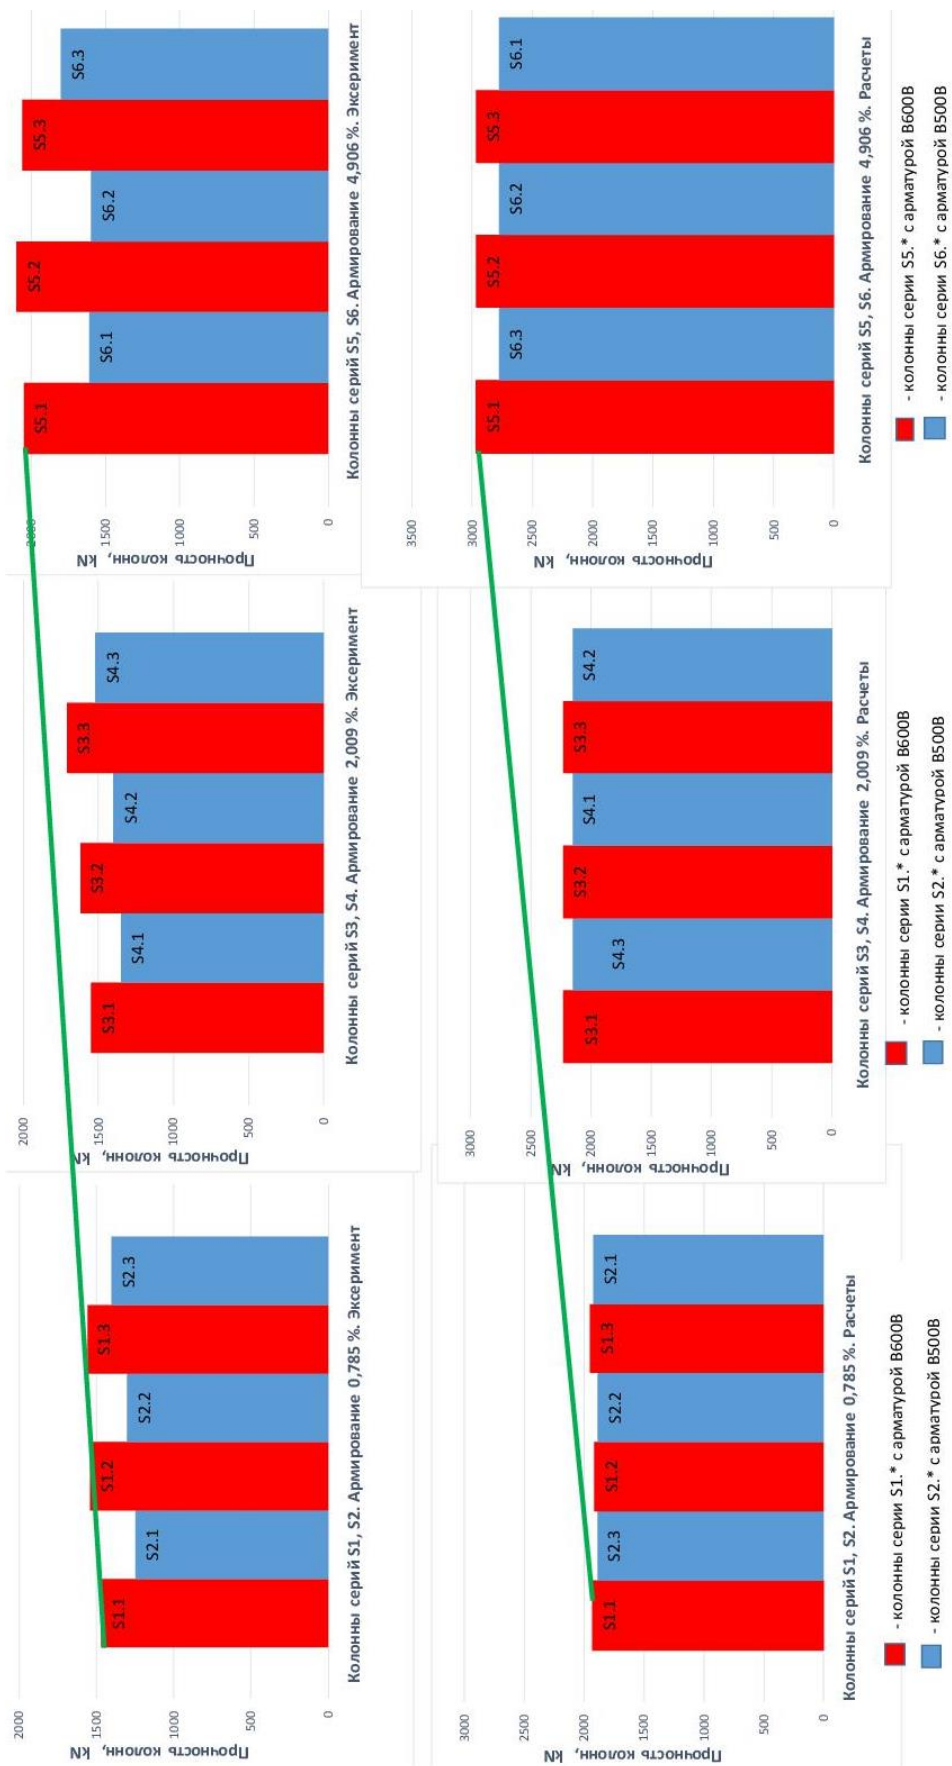 Прочность колонн, kN
2000
1500
1000
500
0
S1.1
S2.1
S1.2
S2.2
S1.3
S2.3
Колонны серий S1, S2. Армирование 0,785 %. Эксеримент
Прочность колонн, kN
2000
1500
1000
500
0
S3.1
S4.1
S3.2
S4.2
S3.3
S4.3
Колонны серий S3, S4. Армирование 2,009 %. Эксеримент
Прочность колонн, kN
2000
1500
1000
500
0
S5.1
S6.1
S5.2
S6.2
S5.3
S6.3
Колонны серий S5, S6. Армирование 4,906 %. Эксеримент
Прочность колонн, kN
3000
2500
2000
1500
1000
500
0
S1.1
S2.3
S1.2
S2.2
S1.3
S2.1
Колонны серий S1, S2. Армирование 0,785 %. Расчеты
- колонны серии S1.* с арматурой В600В
- колонны серии S2.* с арматурой В500В
Прочность колонн, kN
3000
2500
2000
1500
1000
500
0
S3.1
S4.3
S3.2
S4.1
S3.3
S4.2
Колонны серий S3, S4. Армирование 2,009 %. Расчеты
- колонны серии S1.* с арматурой В600В
- колонны серии S2.* с арматурой В500В
Прочность колонн, kN
3500
3000
2500
2000
1500
1000
500
0
S5.1
S6.3
S5.2
S6.2
S5.3
S6.1
Колонны серий S5, S6. Армирование 4,906 %. Расчеты
- колонны серии S5.* с арматурой В600В
- колонны серии S6.* с арматурой В500В